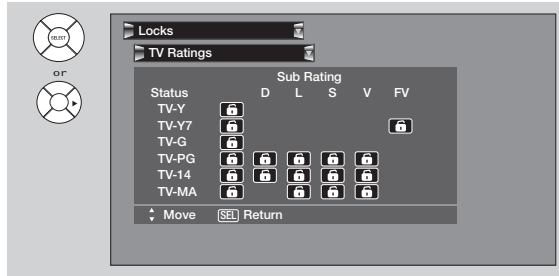 SELECT
or
Locks
TV Ratings
Sub Rating
Status D L S V FV
TV-Y
TV-Y7
TV-G
TV-PG
TV-14
TV-MA
Move SEL Return